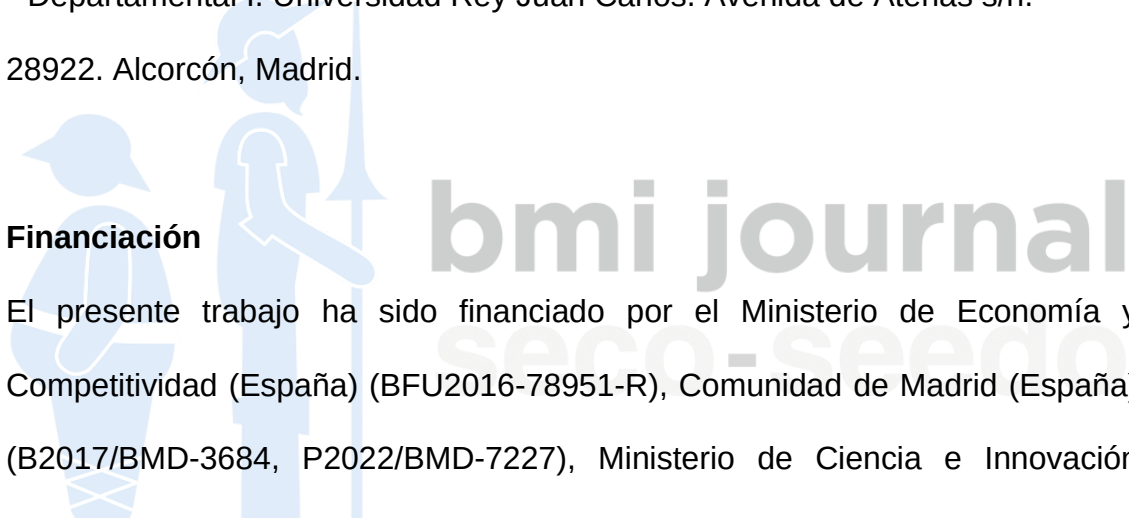 Departamental I. Universidad Rey Juan Carlos. Avenida de Atenas s/n.
28922. Alcorcón, Madrid.
bmi journal
Financiación
El presente trabajo ha sido financiado por el Ministerio de Economía y
seco-seedo
Competitividad (España) (BFU2016-78951-R), Comunidad de Madrid (España)
(B2017/BMD-3684, P2022/BMD-7227), Ministerio de Ciencia e Innovación